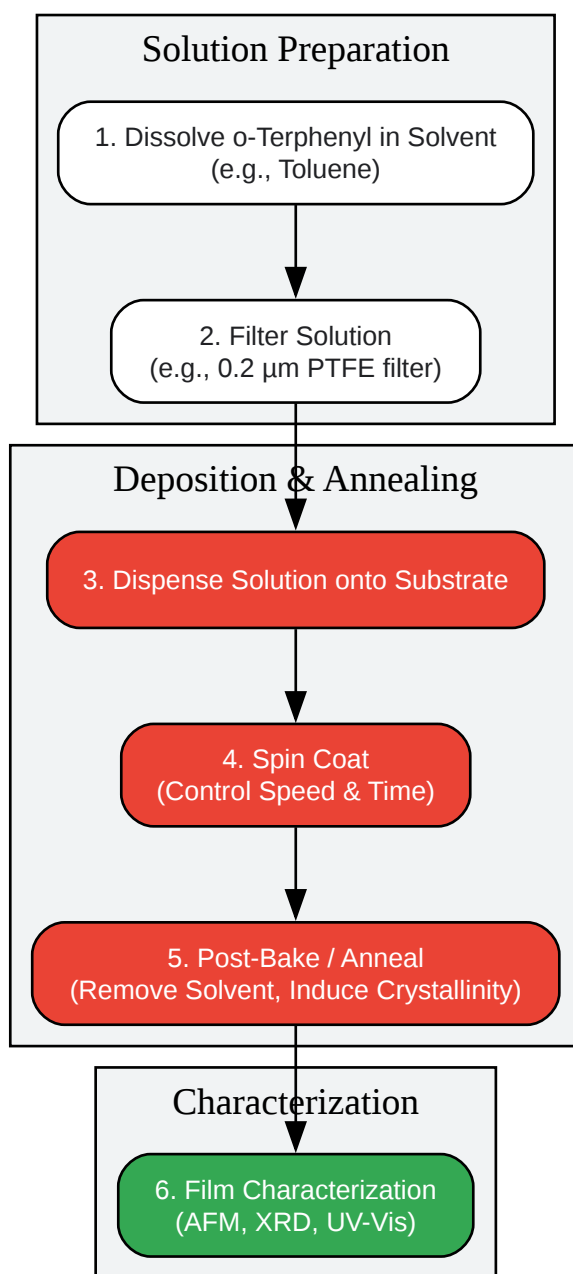 Solution Preparation
1. Dissolve o-Terphenyl in Solvent
(e.g., Toluene)
2. Filter Solution
(e.g., 0.2 µm PTFE filter)
Deposition & Annealing
3. Dispense Solution onto Substrate
4. Spin Coat
(Control Speed & Time)
5. Post-Bake / Anneal
(Remove Solvent, Induce Crystallinity)
Characterization
6. Film Characterization
(AFM, XRD, UV-Vis)